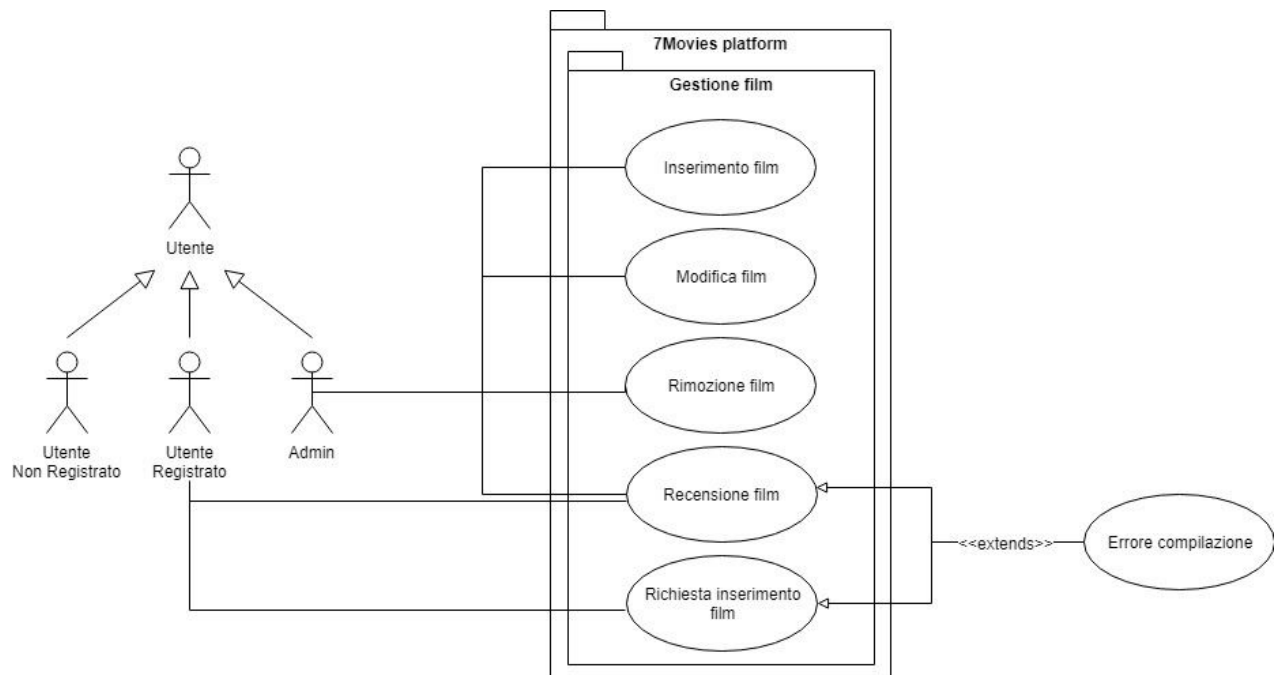 7Movies platform
Gestione film
Inserimento film
Utente
Modifica film
Rimozione film
Utente
Non Registrato
Utente
Registrato
Admin
Recensione film
<<extends>>
Errore compilazione
Richiesta inserimento
film